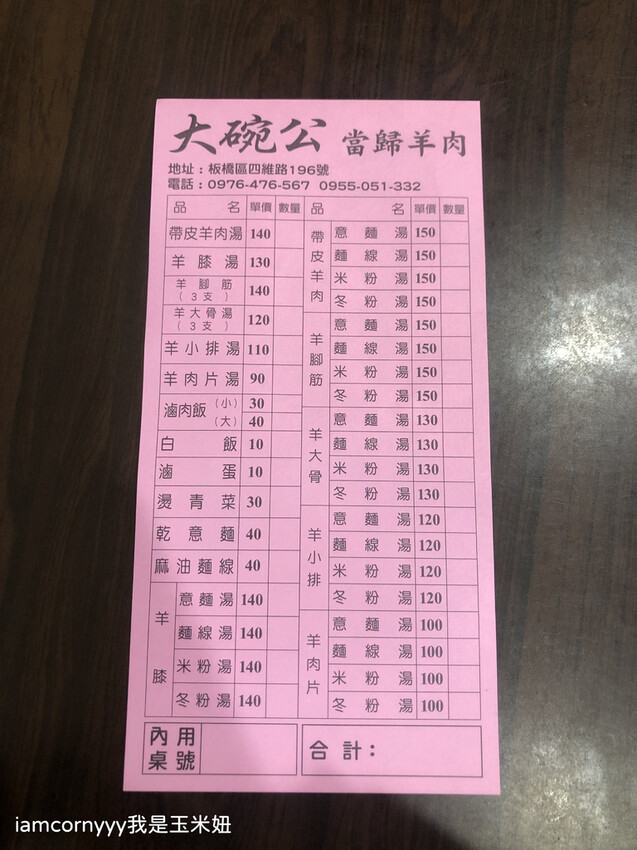 大碗公 當歸羊肉
地址：板橋區四維路196號
電話：0976-476-567 0955-051-332
品名 單價 數量
帶皮羊肉湯 140
羊膝湯 130
羊腳筋（3支） 140
羊大骨湯（3支） 120
羊小排湯 110
羊肉片湯 90
滷肉飯（小） 30
（大） 40
白飯 10
滷蛋 10
燙青菜 30
乾意麵 40
麻油麵線 40
羊膝
意麵湯 140
麵線湯 140
米粉湯 140
冬粉湯 140
品名 單價 數量
帶皮羊肉
意麵湯 150
麵線湯 150
米粉湯 150
冬粉湯 150
羊腳筋
意麵湯 150
麵線湯 150
米粉湯 150
冬粉湯 150
羊大骨
意麵湯 130
麵線湯 130
米粉湯 130
冬粉湯 130
羊小排
意麵湯 120
麵線湯 120
米粉湯 120
冬粉湯 120
羊肉片
意麵湯 100
麵線湯 100
米粉湯 100
冬粉湯 100
內用桌號
合計：
iamcornyyy我是玉米妞